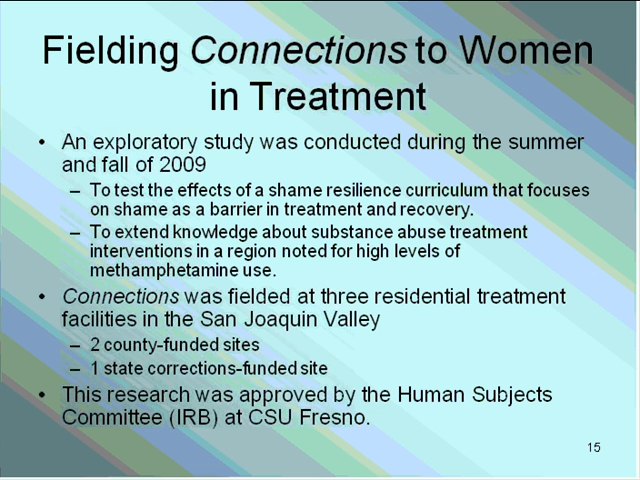 Fielding Connections to Women
in Treatment
• An exploratory study was conducted during the summer
and fall of 2009
– To test the effects of a shame resilience curriculum that focuses
on shame as a barrier in treatment and recovery.
– To extend knowledge about substance abuse treatment
interventions in a region noted for high levels of
methamphetamine use.
• Connections was fielded at three residential treatment
facilities in the San Joaquin Valley
– 2 county-funded sites
– 1 state corrections-funded site
• This research was approved by the Human Subjects
Committee (IRB) at CSU Fresno.
15